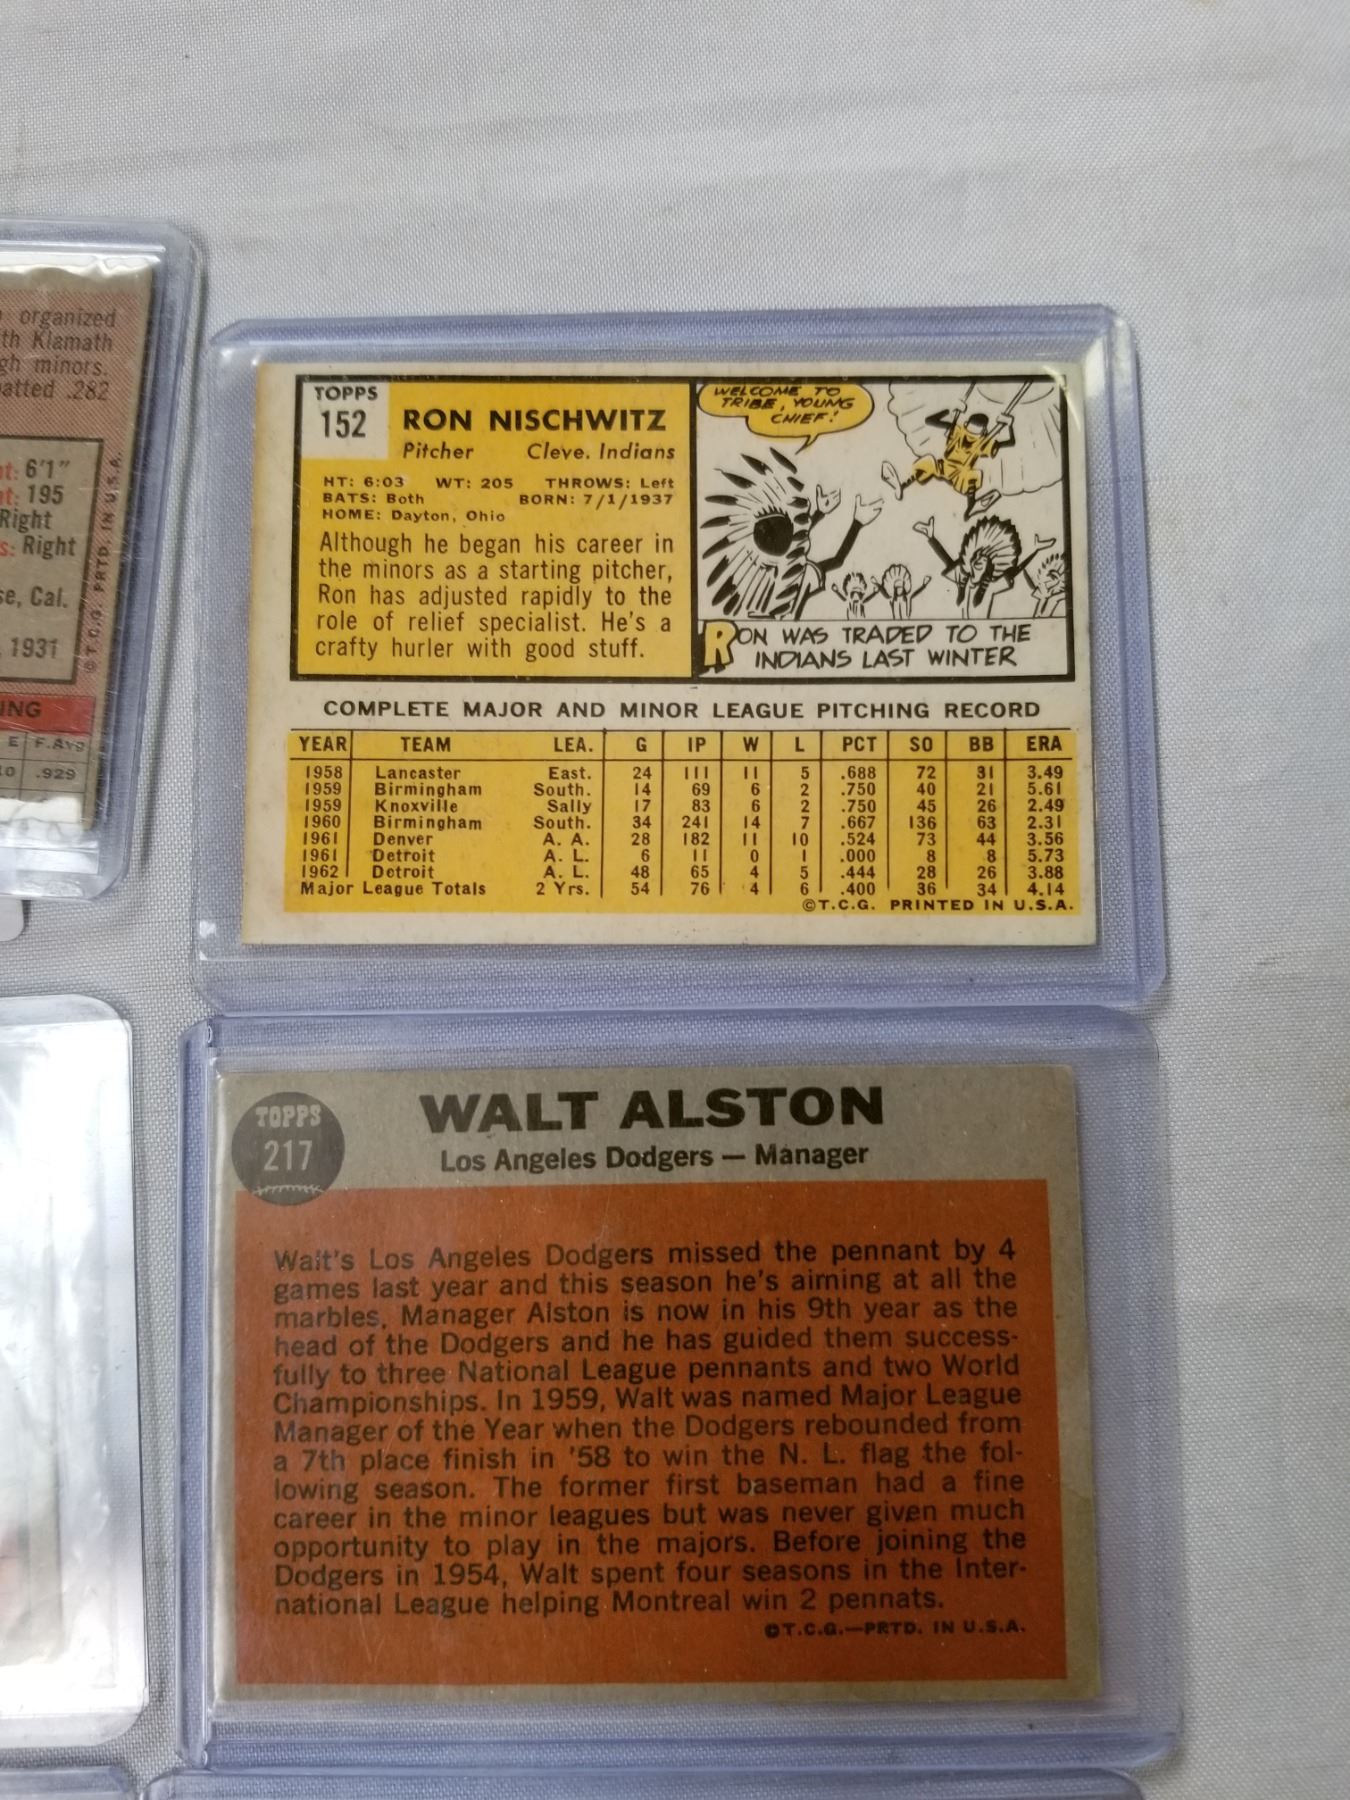 organized
th Klamath
gh minors.
batted .282
6'1"
195
Right
Right
se, Cal.
1931
©T.C.G. PRTD. IN U.S.A.
ING
E F.Avg
10 .929
TOPPS
152
RON NISCHWITZ
Pitcher Cleve. Indians
HT: 6:03 WT: 205 THROWS: Left
BATS: Both BORN: 7/1/1937
HOME: Dayton, Ohio
Although he began his career in
the minors as a starting pitcher,
Ron has adjusted rapidly to the
role of relief specialist. He's a
crafty hurler with good stuff.
WELCOME TO
TRIBE, YOUNG
CHIEF!
RON WAS TRADED TO THE
INDIANS LAST WINTER
COMPLETE MAJOR AND MINOR LEAGUE PITCHING RECORD
YEAR TEAM LEA. G IP W L PCT SO BB ERA
1958 Lancaster East. 24 111 11 5 .688 72 31 3.49
1959 Birmingham South. 14 69 6 2 .750 40 21 5.61
1959 Knoxville Sally 17 83 6 2 .750 45 26 2.49
1960 Birmingham South. 34 241 14 7 .667 136 63 2.31
1961 Denver A. A. 28 182 11 10 .524 73 44 3.56
1961 Detroit A. L. 6 11 0 1 .000 8 8 5.73
1962 Detroit A. L. 48 65 4 5 .444 28 26 3.88
Major League Totals 2 Yrs. 54 76 4 6 .400 36 34 4.14
©T.C.G. PRINTED IN U.S.A.
TOPPS
217
WALT ALSTON
Los Angeles Dodgers — Manager
Walt's Los Angeles Dodgers missed the pennant by 4
games last year and this season he's aiming at all the
marbles, Manager Alston is now in his 9th year as the
head of the Dodgers and he has guided them success-
fully to three National League pennants and two World
Championships. In 1959, Walt was named Major League
Manager of the Year when the Dodgers rebounded from
a 7th place finish in '58 to win the N. L. flag the fol-
lowing season. The former first baseman had a fine
career in the minor leagues but was never given much
opportunity to play in the majors. Before joining the
Dodgers in 1954, Walt spent four seasons in the Inter-
national League helping Montreal win 2 pennats.
©T.C.G.—PRTD. IN U.S.A.